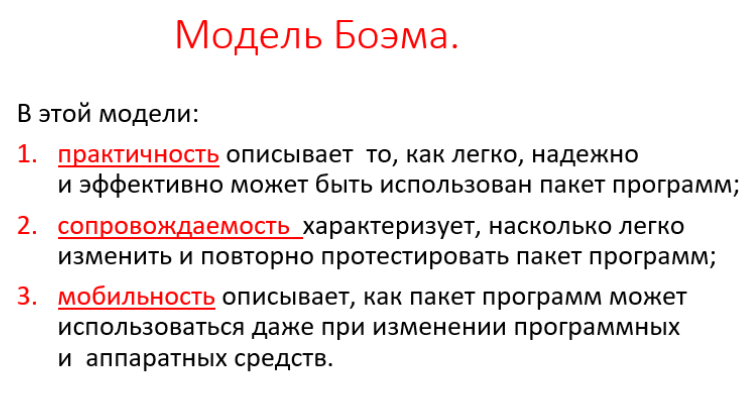 Модель Боэма.
В этой модели:
1. практичность описывает то, как легко, надежно
и эффективно может быть использован пакет программ;
2. сопровождаемость характеризует, насколько легко
изменить и повторно протестировать пакет программ;
3. мобильность описывает, как пакет программ может
использоваться даже при изменении программных
и аппаратных средств.